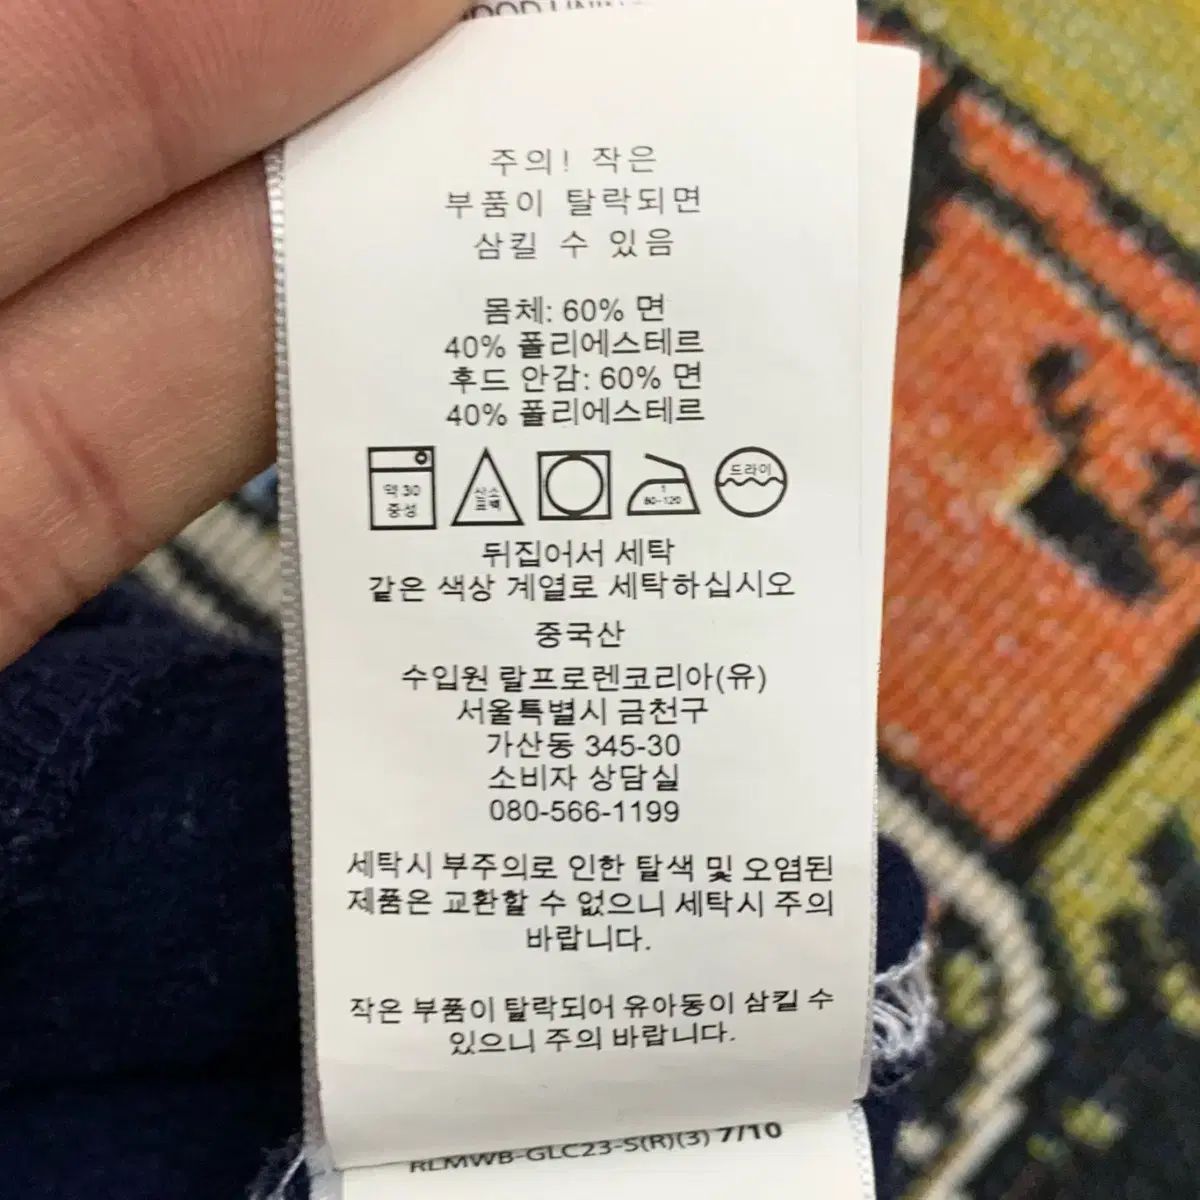 주의! 작은
부품이 탈락되면
삼킬 수 있음
몸체: 60% 면
40% 폴리에스테르
후드 안감: 60% 면
40% 폴리에스테르
약 30
중성
산소
표백
1
80-120
드라이
뒤집어서 세탁
같은 색상 계열로 세탁하십시오
중국산
수입원 랄프로렌코리아(유)
서울특별시 금천구
가산동 345-30
소비자 상담실
080-566-1199
세탁시 부주의로 인한 탈색 및 오염된
제품은 교환할 수 없으니 세탁시 주의
바랍니다.
작은 부품이 탈락되어 유아동이 삼킬 수
있으니 주의 바랍니다.
RLMWB-GLC23-S(R)(3) 7/10